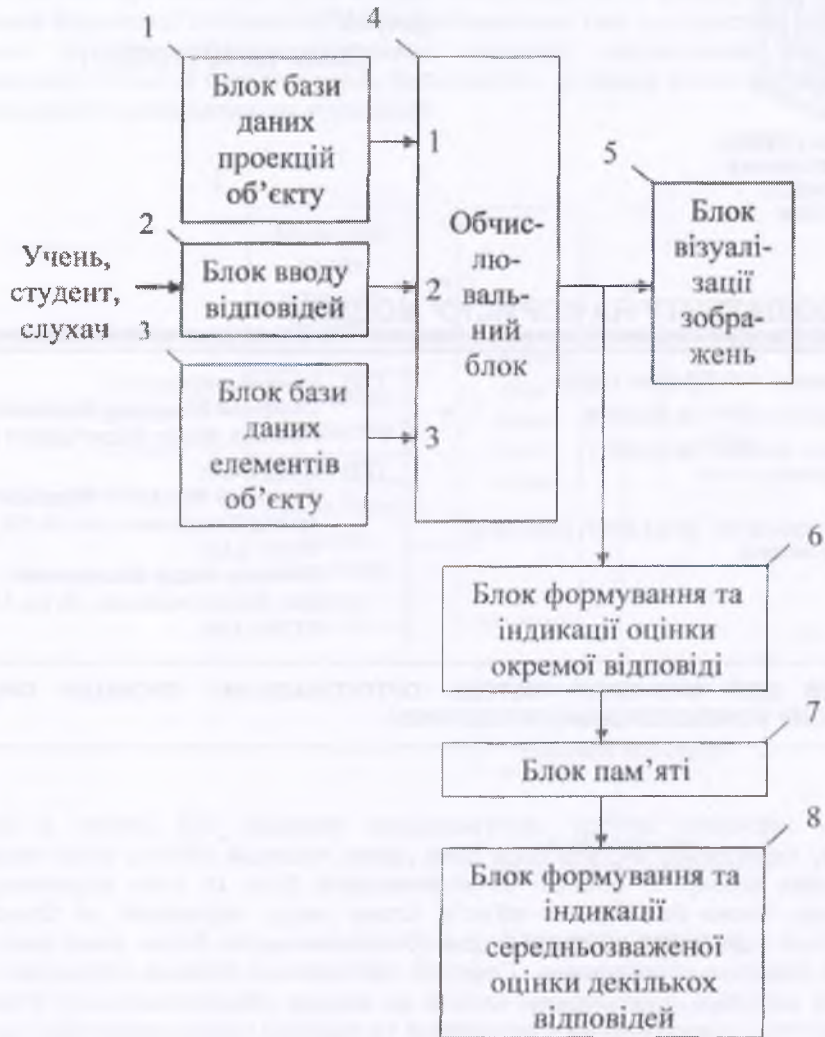 1
Блок бази
даних
проекцій
об’єкту
2
Учень,
студент,
слухач
Блок вводу
відповідей
3
Блок бази
даних
елементів
об’єкту
4
1
2
3
Обчис-
лю-
валь-
ний
блок
5
Блок
візуалі-
зації
зобра-
жень
6
Блок формування та
індикації оцінки
окремої відповіді
7
Блок пам’яті
8
Блок формування та
індикації
середньозваженої
оцінки декількох
відповідей